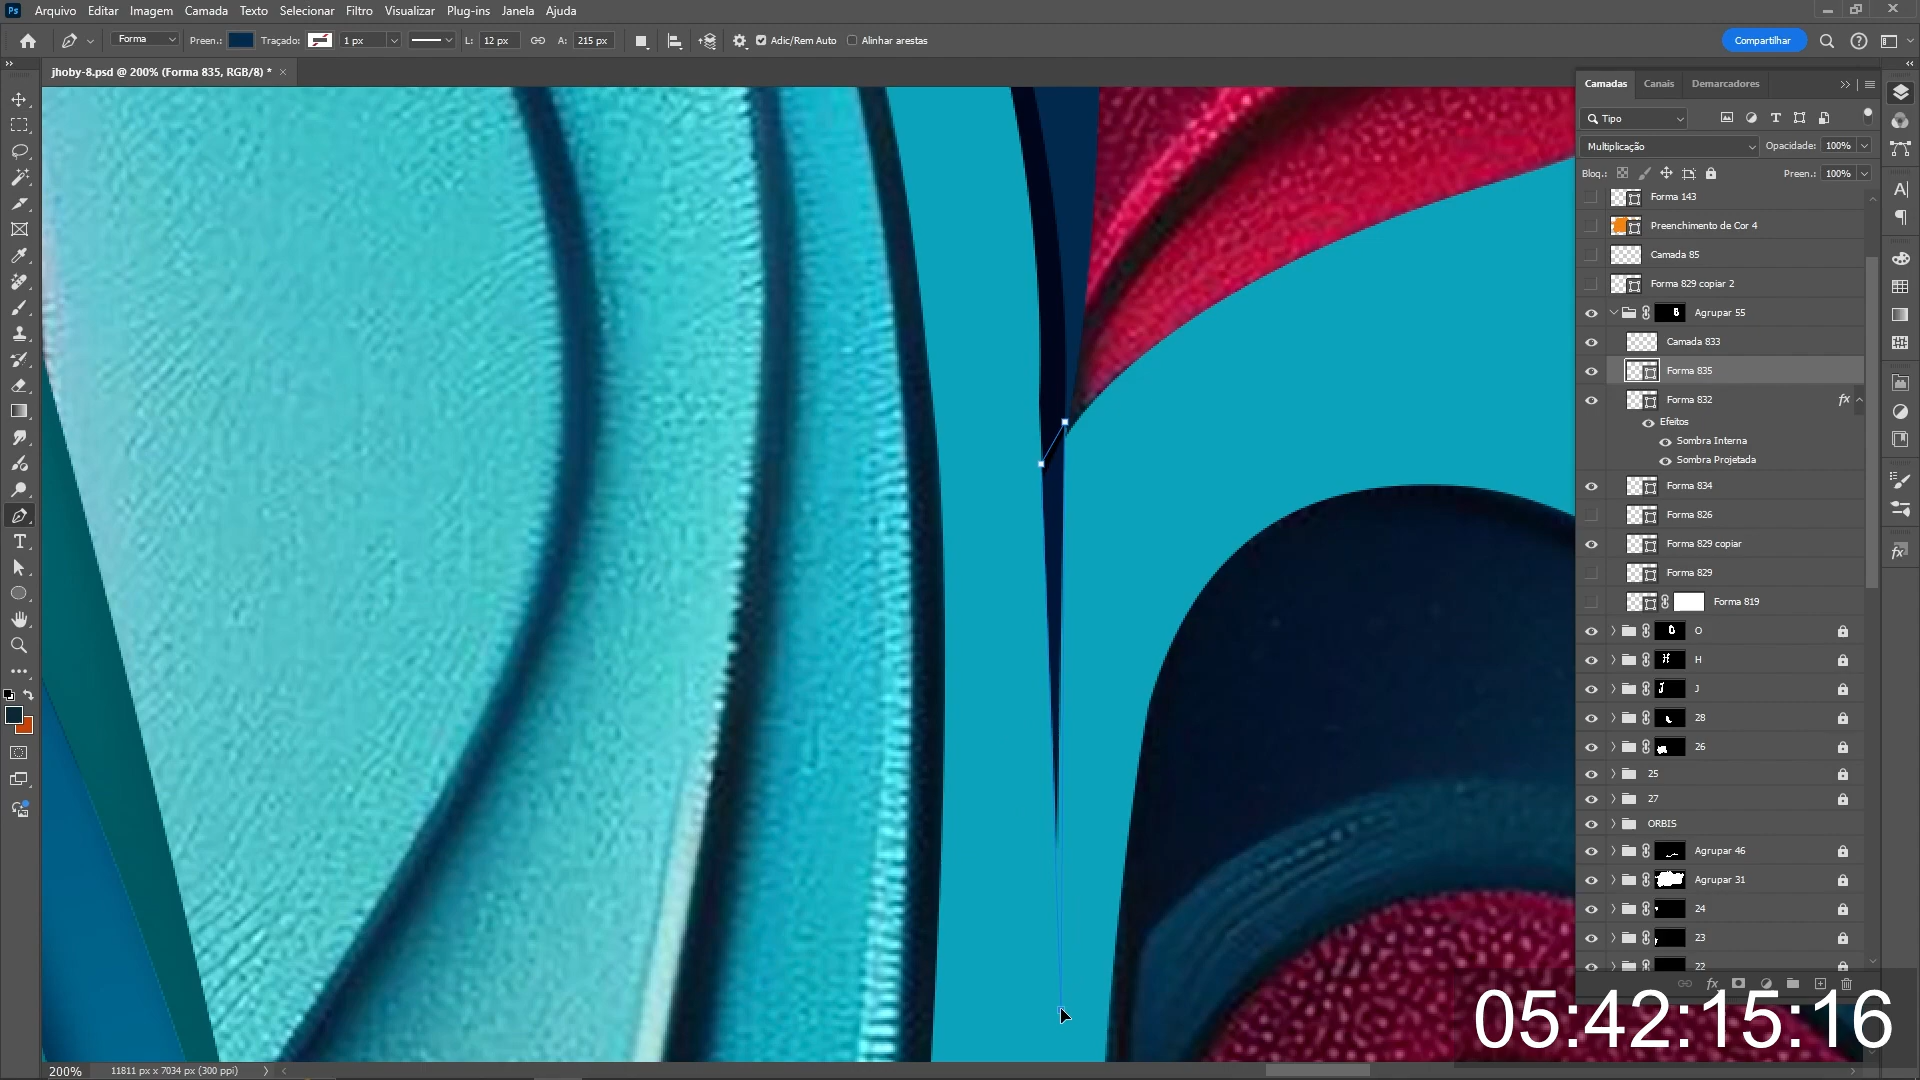 Ps Arquivo Editar Imagem Camada Texto Selecionar Filtro Visualizar Plug-ins Janela Ajuda
Forma Preen.: Traçado: 1 px L: 12 px A: 215 px Adic/Rem Auto Alinhar arestas Compartilhar
jhoby-8.psd @ 200% (Forma 835, RGB/8) *
Camadas Canais Demarcadores
Tipo
Multiplicação Opacidade: 100%
Bloq.: Preen.: 100%
Forma 143
Preenchimento de Cor 4
Camada 85
Forma 829 copiar 2
Agrupar 55
Camada 833
Forma 835
Forma 832 fx
Efeitos
Sombra Interna
Sombra Projetada
Forma 834
Forma 826
Forma 829 copiar
Forma 829
Forma 819
O
H
J
28
26
25
27
ORBIS
Agrupar 46
Agrupar 31
24
23
22
fx
05:42:15:16
200% 11811 px x 7034 px (300 ppi)